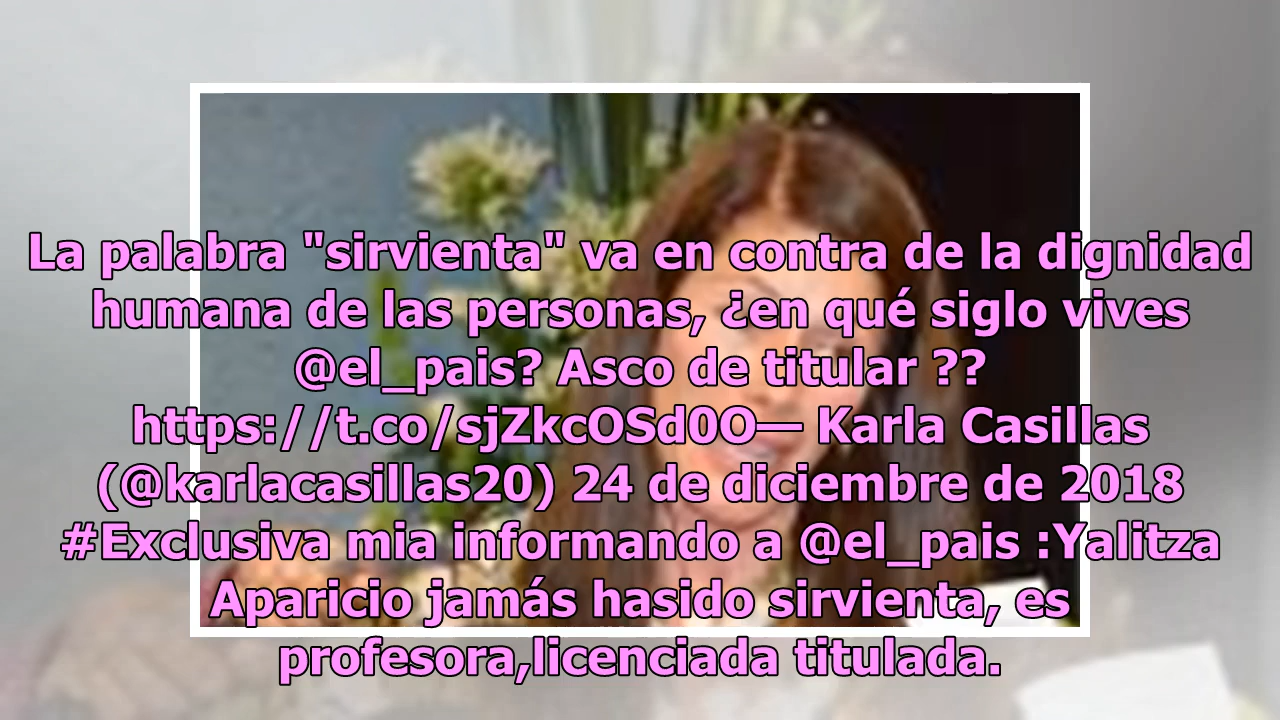 La palabra "sirvienta" va en contra de la dignidad
humana de las personas, ¿en qué siglo vives
@el_pais? Asco de titular ??
https://t.co/sjZkcOSd0O— Karla Casillas
(@karlacasillas20) 24 de diciembre de 2018
#Exclusiva mia informando a @el_pais :Yalitza
Aparicio jamás hasido sirvienta, es
profesora,licenciada titulada.